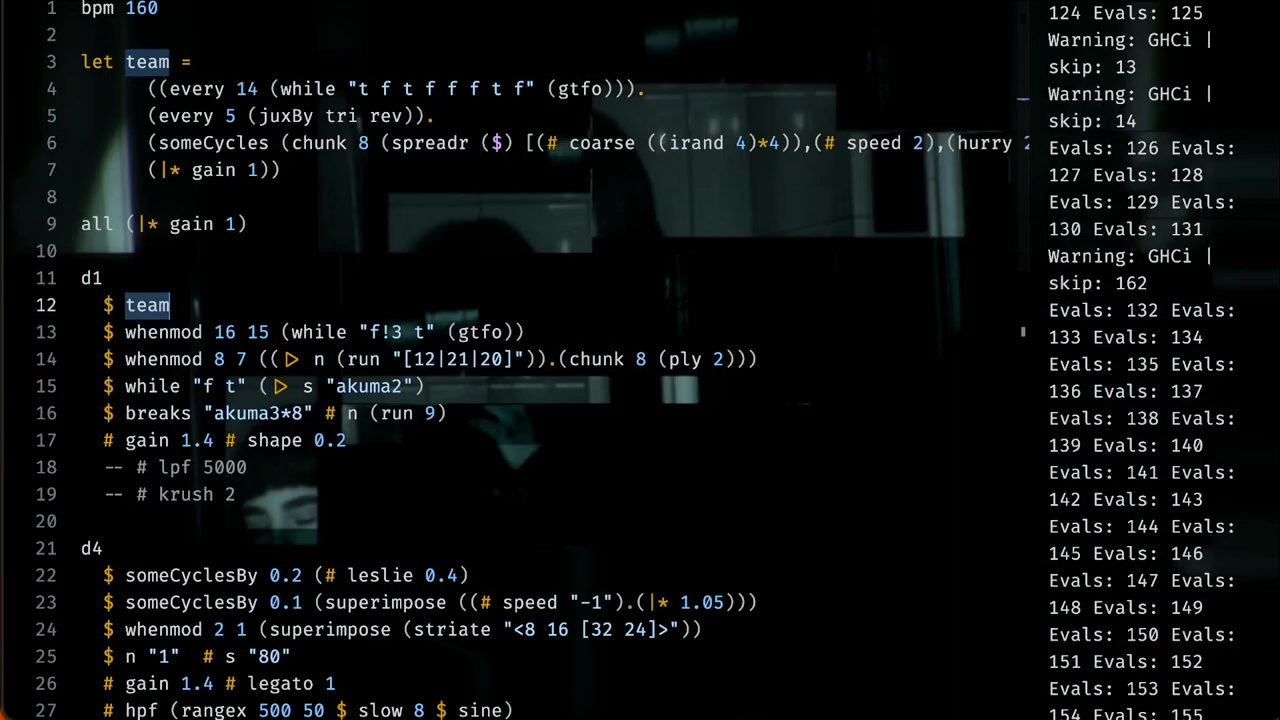 1 bpm 160
2
3 let team =
4 ((every 14 (while "t f t f f f t f" (gtfo))).
5 (every 5 (juxBy tri rev)).
6 (someCycles (chunk 8 (spreadr ($) [(# coarse ((irand 4)*4)),(# speed 2),(hurry 2
7 (|* gain 1))
8
9 all (|* gain 1)
10
11 d1
12 $ team
13 $ whenmod 16 15 (while "f!3 t" (gtfo))
14 $ whenmod 8 7 ((|> n (run "[12|21|20]")).(chunk 8 (ply 2)))
15 $ while "f t" (|> s "akuma2")
16 $ breaks "akuma3*8" # n (run 9)
17 # gain 1.4 # shape 0.2
18 -- # lpf 5000
19 -- # krush 2
20
21 d4
22 $ someCyclesBy 0.2 (# leslie 0.4)
23 $ someCyclesBy 0.1 (superimpose ((# speed "-1").(|* 1.05)))
24 $ whenmod 2 1 (superimpose (striate "<8 16 [32 24]>"))
25 $ n "1" # s "80"
26 # gain 1.4 # legato 1
27 # hpf (rangex 500 50 $ slow 8 $ sine)
124 Evals: 125
Warning: GHCi |
skip: 13
Warning: GHCi |
skip: 14
Evals: 126 Evals:
127 Evals: 128
Evals: 129 Evals:
130 Evals: 131
Warning: GHCi |
skip: 162
Evals: 132 Evals:
133 Evals: 134
Evals: 135 Evals:
136 Evals: 137
Evals: 138 Evals:
139 Evals: 140
Evals: 141 Evals:
142 Evals: 143
Evals: 144 Evals:
145 Evals: 146
Evals: 147 Evals:
148 Evals: 149
Evals: 150 Evals:
151 Evals: 152
Evals: 153 Evals:
154 Evals: 155